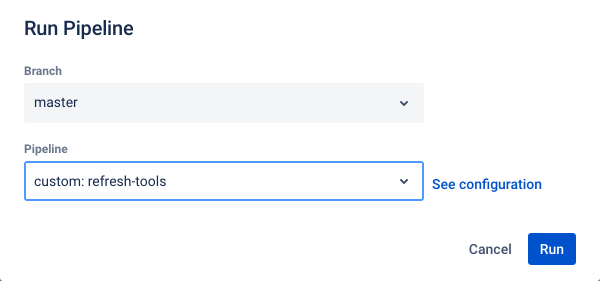 Run Pipeline
Branch
master
Pipeline
custom: refresh-tools
See configuration
Cancel Run